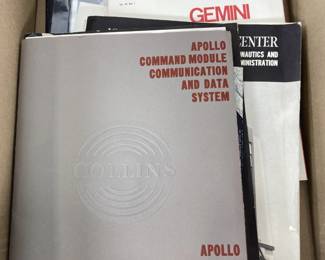 GEMINI
CENTER
NAUTICS AND
MINISTRATION
APOLLO
COMMAND MODULE
COMMUNICATION
AND DATA
SYSTEM
COLLINS
APOLLO